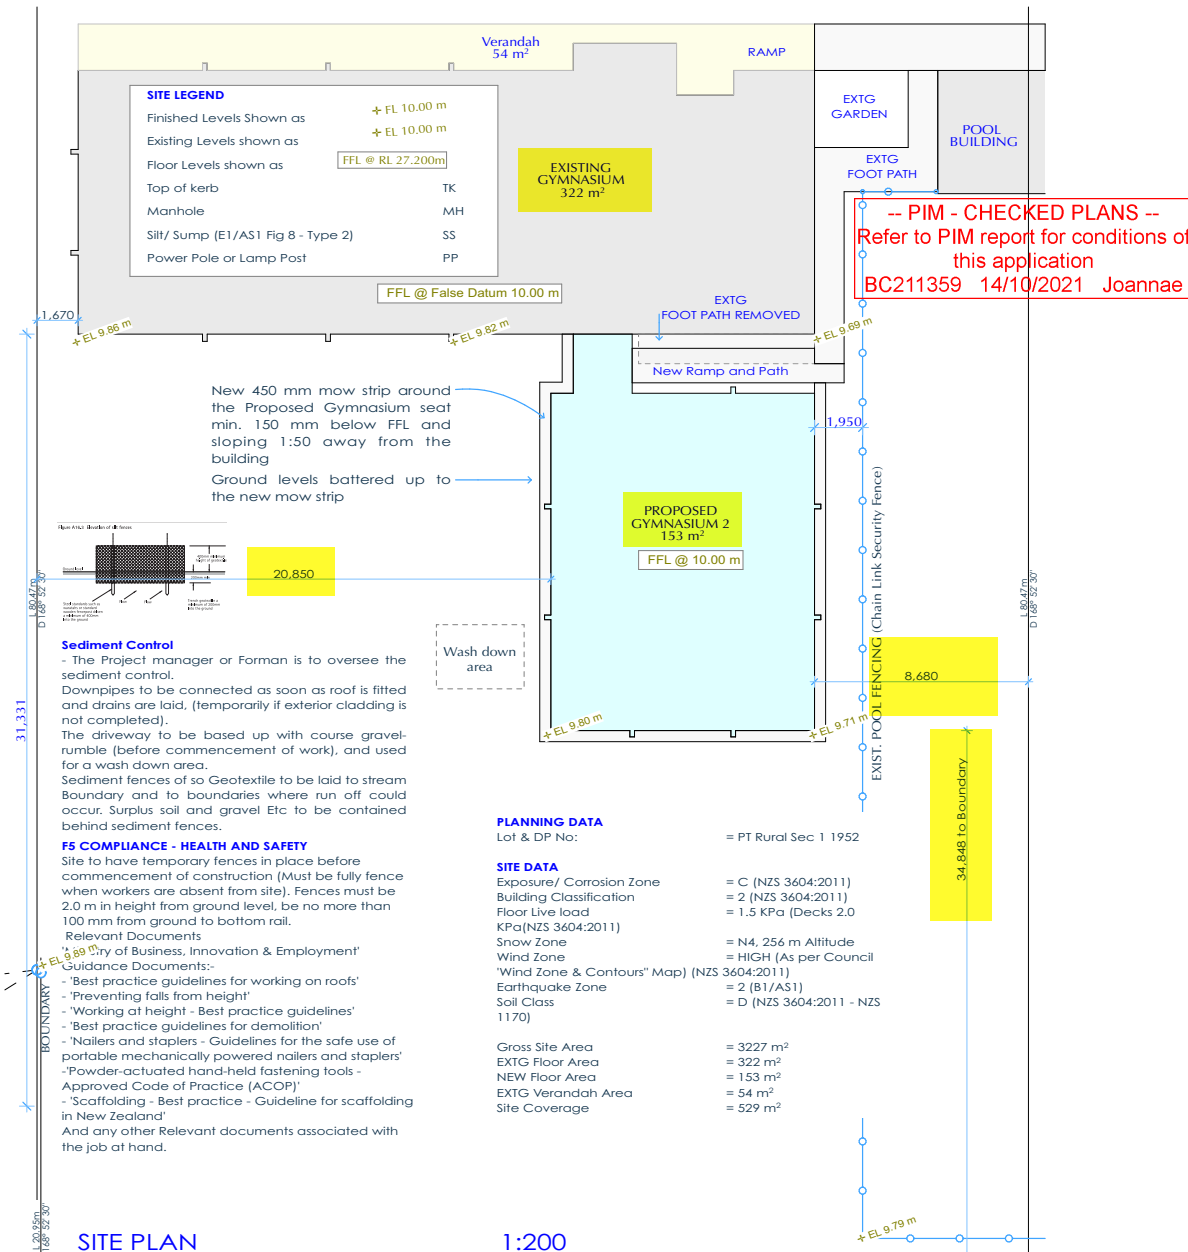 Verandah
54 m²
RAMP
SITE LEGEND
Finished Levels Shown as
FL 10.00 m
Existing Levels shown as
EL 10.00 m
Floor Levels shown as
FFL @ RL 27.200m
Top of kerb TK
Manhole MH
Silt/ Sump (E1/AS1 Fig 8 - Type 2) SS
Power Pole or Lamp Post PP
EXISTING
GYMNASIUM
322 m²
EXTG
GARDEN
POOL
BUILDING
EXTG
FOOT PATH
-- PIM - CHECKED PLANS --
Refer to PIM report for conditions of
this application
BC211359 14/10/2021 Joannae
FFL @ False Datum 10.00 m
EXTG
FOOT PATH REMOVED
1,670
EL 9.86 m
EL 9.82 m
EL 9.69 m
New Ramp and Path
New 450 mm mow strip around
the Proposed Gymnasium seat
min. 150 mm below FFL and
sloping 1:50 away from the
building
Ground levels battered up to
the new mow strip
1,950
PROPOSED
GYMNASIUM 2
153 m²
FFL @ 10.00 m
EXIST. POOL FENCING (Chain Link Security Fence)
20,850
L 80.47m
D 168° 52' 30"
L 80.47m
D 168° 52' 30"
Wash down
area
8,680
EL 9.80 m
EL 9.71 m
34,848 to Boundary
31,331
Sediment Control
- The Project manager or Forman is to oversee the
sediment control.
Downpipes to be connected as soon as roof is fitted
and drains are laid, (temporarily if exterior cladding is
not completed).
The driveway to be based up with course gravel-
rumble (before commencement of work), and used
for a wash down area.
Sediment fences of so Geotextile to be laid to stream
Boundary and to boundaries where run off could
occur. Surplus soil and gravel Etc to be contained
behind sediment fences.
F5 COMPLIANCE - HEALTH AND SAFETY
Site to have temporary fences in place before
commencement of construction (Must be fully fence
when workers are absent from site). Fences must be
2.0 m in height from ground level, be no more than
100 mm from ground to bottom rail.
Relevant Documents
ry of Business, Innovation & Employment'
Guidance Documents:-
- 'Best practice guidelines for working on roofs'
- 'Preventing falls from height'
- 'Working at height - Best practice guidelines'
- 'Best practice guidelines for demolition'
- 'Nailers and staplers - Guidelines for the safe use of
portable mechanically powered nailers and staplers'
-'Powder-actuated hand-held fastening tools -
Approved Code of Practice (ACOP)'
- 'Scaffolding - Best practice - Guideline for scaffolding
in New Zealand'
And any other Relevant documents associated with
the job at hand.
EL 9.89 m
BOUNDARY
PLANNING DATA
Lot & DP No: = PT Rural Sec 1 1952
SITE DATA
Exposure/ Corrosion Zone = C (NZS 3604:2011)
Building Classification = 2 (NZS 3604:2011)
Floor Live load = 1.5 KPa (Decks 2.0
KPa(NZS 3604:2011)
Snow Zone = N4, 256 m Altitude
Wind Zone = HIGH (As per Council
'Wind Zone & Contours" Map) (NZS 3604:2011)
Earthquake Zone = 2 (B1/AS1)
Soil Class = D (NZS 3604:2011 - NZS
1170)
Gross Site Area = 3227 m²
EXTG Floor Area = 322 m²
NEW Floor Area = 153 m²
EXTG Verandah Area = 54 m²
Site Coverage = 529 m²
EL 9.79 m
L 20.95m
168° 52' 30"
SITE PLAN 1:200